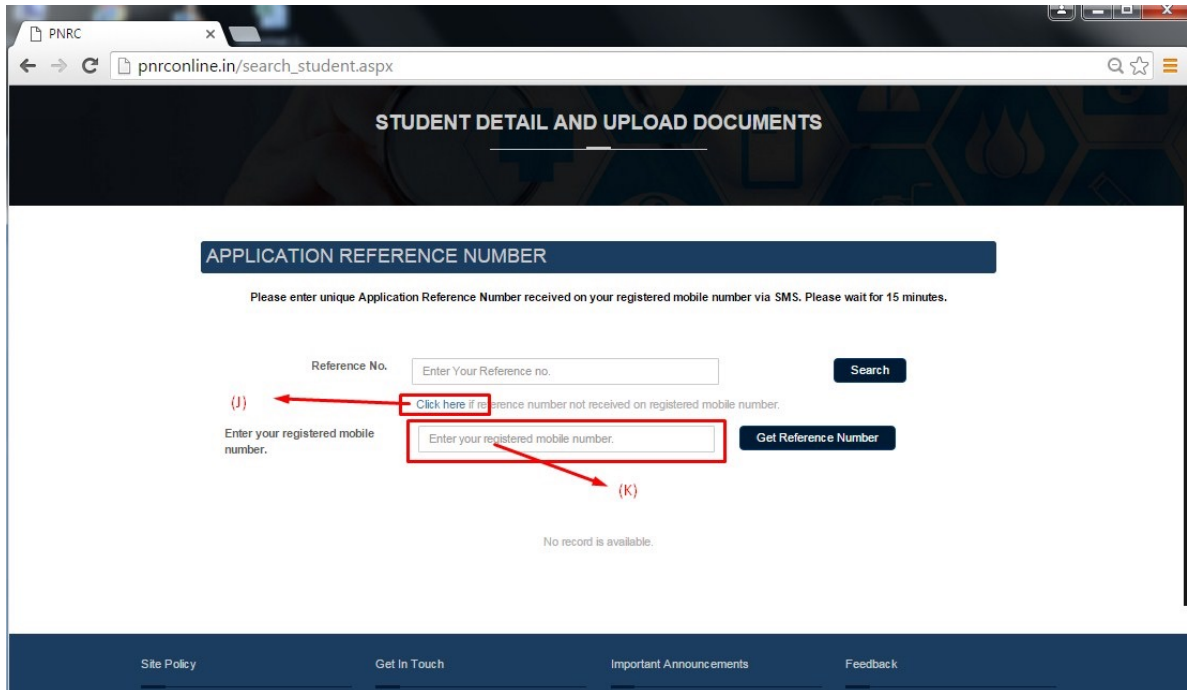 PNRC
pnrconline.in/search_student.aspx
STUDENT DETAIL AND UPLOAD DOCUMENTS
APPLICATION REFERENCE NUMBER
Please enter unique Application Reference Number received on your registered mobile number via SMS. Please wait for 15 minutes.
Reference No. Enter Your Reference no. Search
(J) Click here if reference number not received on registered mobile number.
Enter your registered mobile
number.
Enter your registered mobile number. Get Reference Number
(K)
No record is available.
Site Policy Get In Touch Important Announcements Feedback